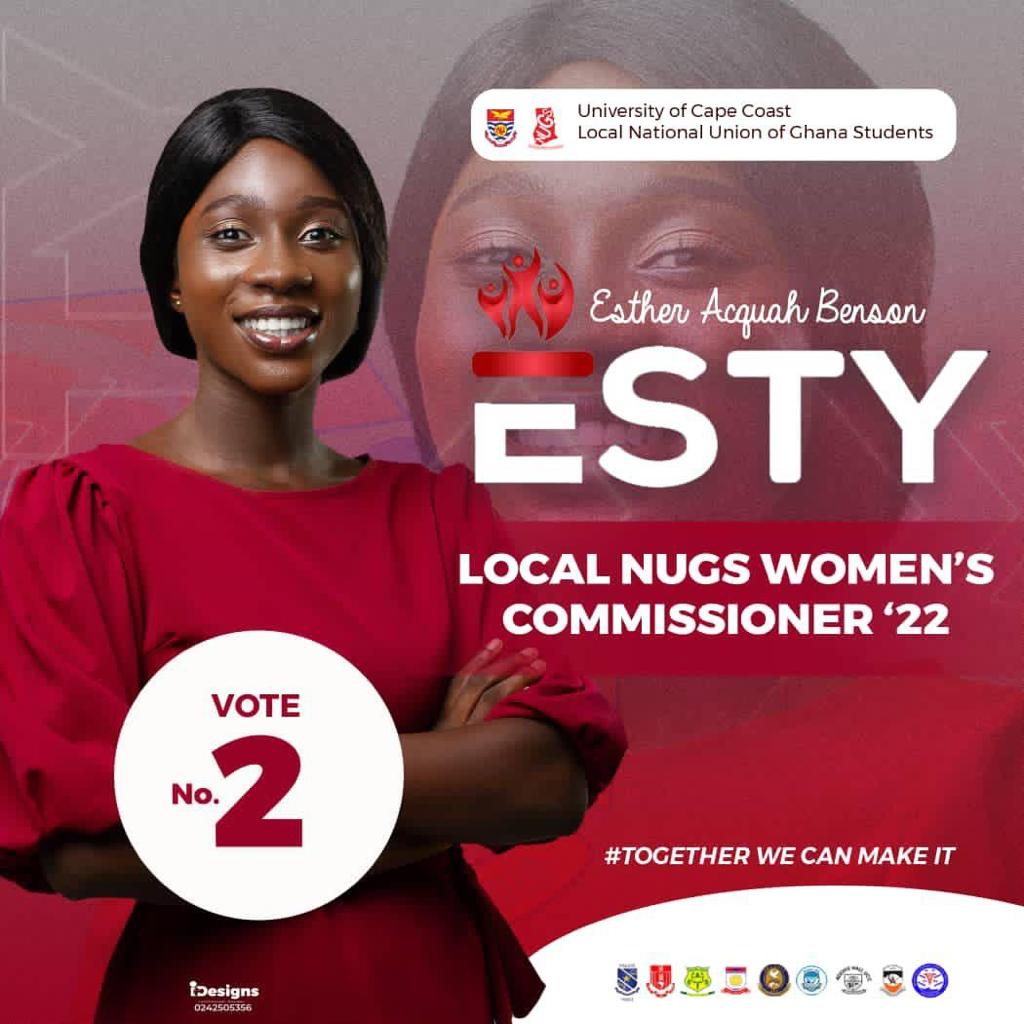 University of Cape Coast
Local National Union of Ghana Students
Esther Acquah Benson
ESTY
LOCAL NUGS WOMEN'S
COMMISSIONER ‘22
VOTE
No.2
#TOGETHER WE CAN MAKE IT
iDesigns
0242505356